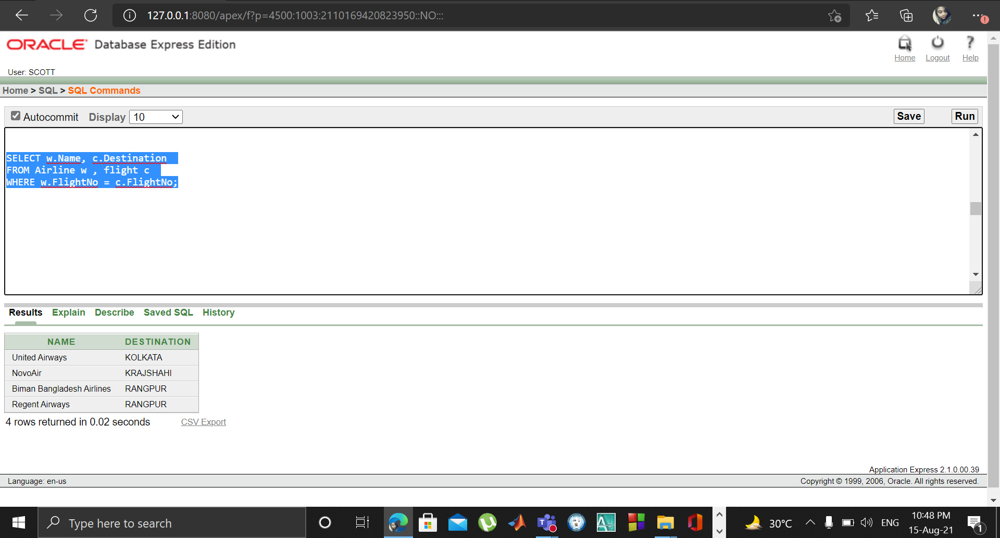 127.0.0.1:8080/apex/f?p=4500:1003:2110169420823950::NO:::
ORACLE® Database Express Edition
Home Logout Help
User: SCOTT
Home > SQL > SQL Commands
Autocommit Display 10 Save Run
SELECT w.Name, c.Destination
FROM Airline w , flight c
WHERE w.FlightNo = c.FlightNo;
Results Explain Describe Saved SQL History
NAME DESTINATION
United Airways KOLKATA
NovoAir KRAJSHAHI
Biman Bangladesh Airlines RANGPUR
Regent Airways RANGPUR
4 rows returned in 0.02 seconds CSV Export
Application Express 2.1.0.00.39
Language: en-us Copyright © 1999, 2006, Oracle. All rights reserved.
Type here to search 30°C ENG 10:48 PM
15-Aug-21 1